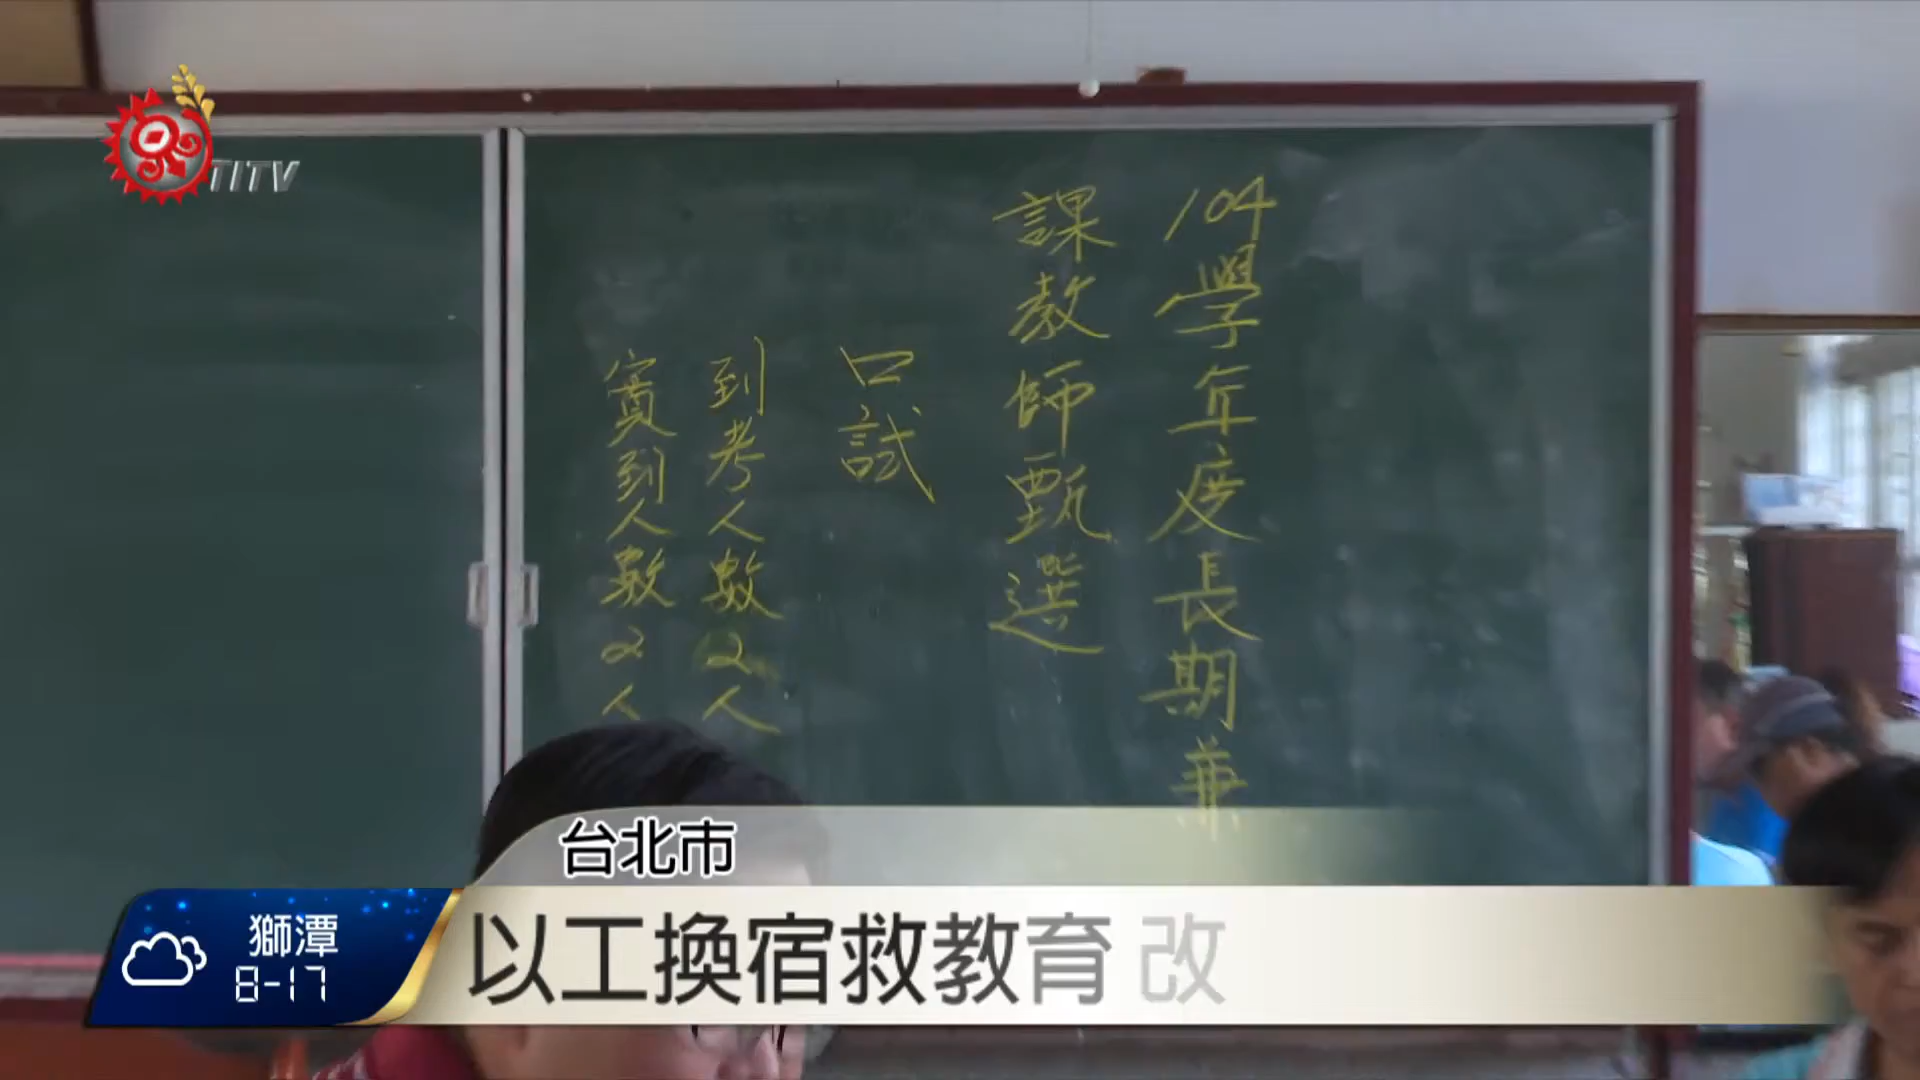 TITV
104學年度長期兼
課教師甄選
口試
到考人數2人
實到人數2人
台北市
獅潭
8-17
以工換宿救教育 改